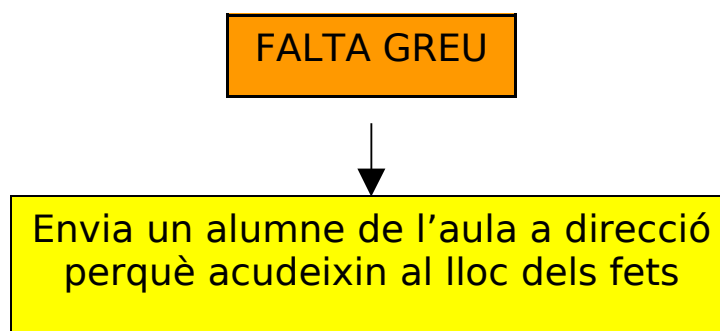 FALTA GREU
Envia un alumne de l’aula a direcció
perquè acudeixin al lloc dels fets